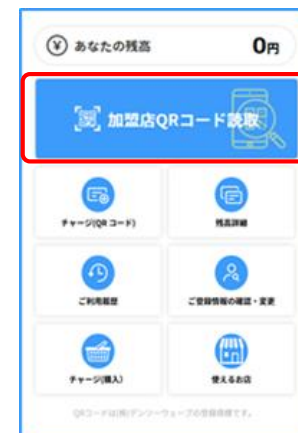 あなたの残高
0円
加盟店QRコード読取
チャージ(QRコード)
残高詳細
ご利用履歴
ご登録情報の確認・変更
チャージ(購入)
使えるお店
QRコードは(株)デンソーウェーブの登録商標です。